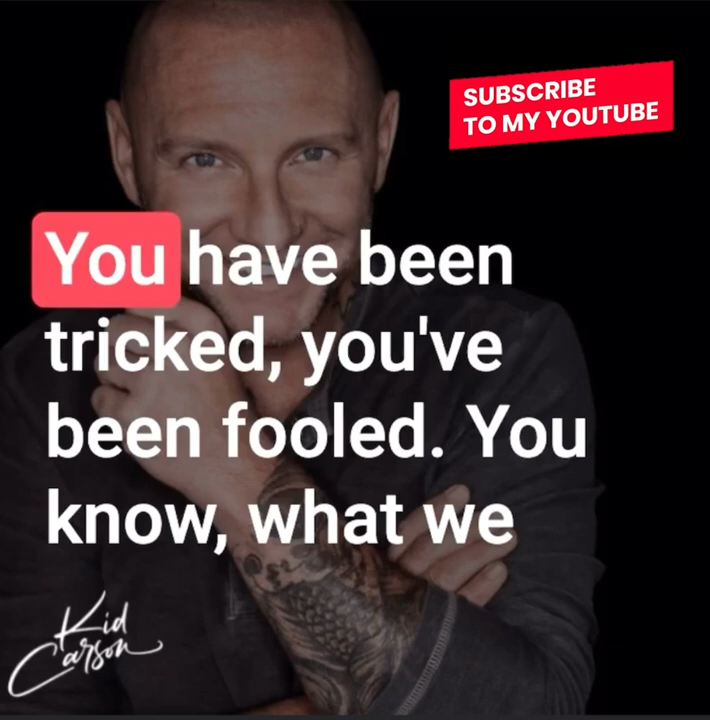 SUBSCRIBE
TO MY YOUTUBE
You have been
tricked, you've
been fooled. You
know, what we
Kid
Carson